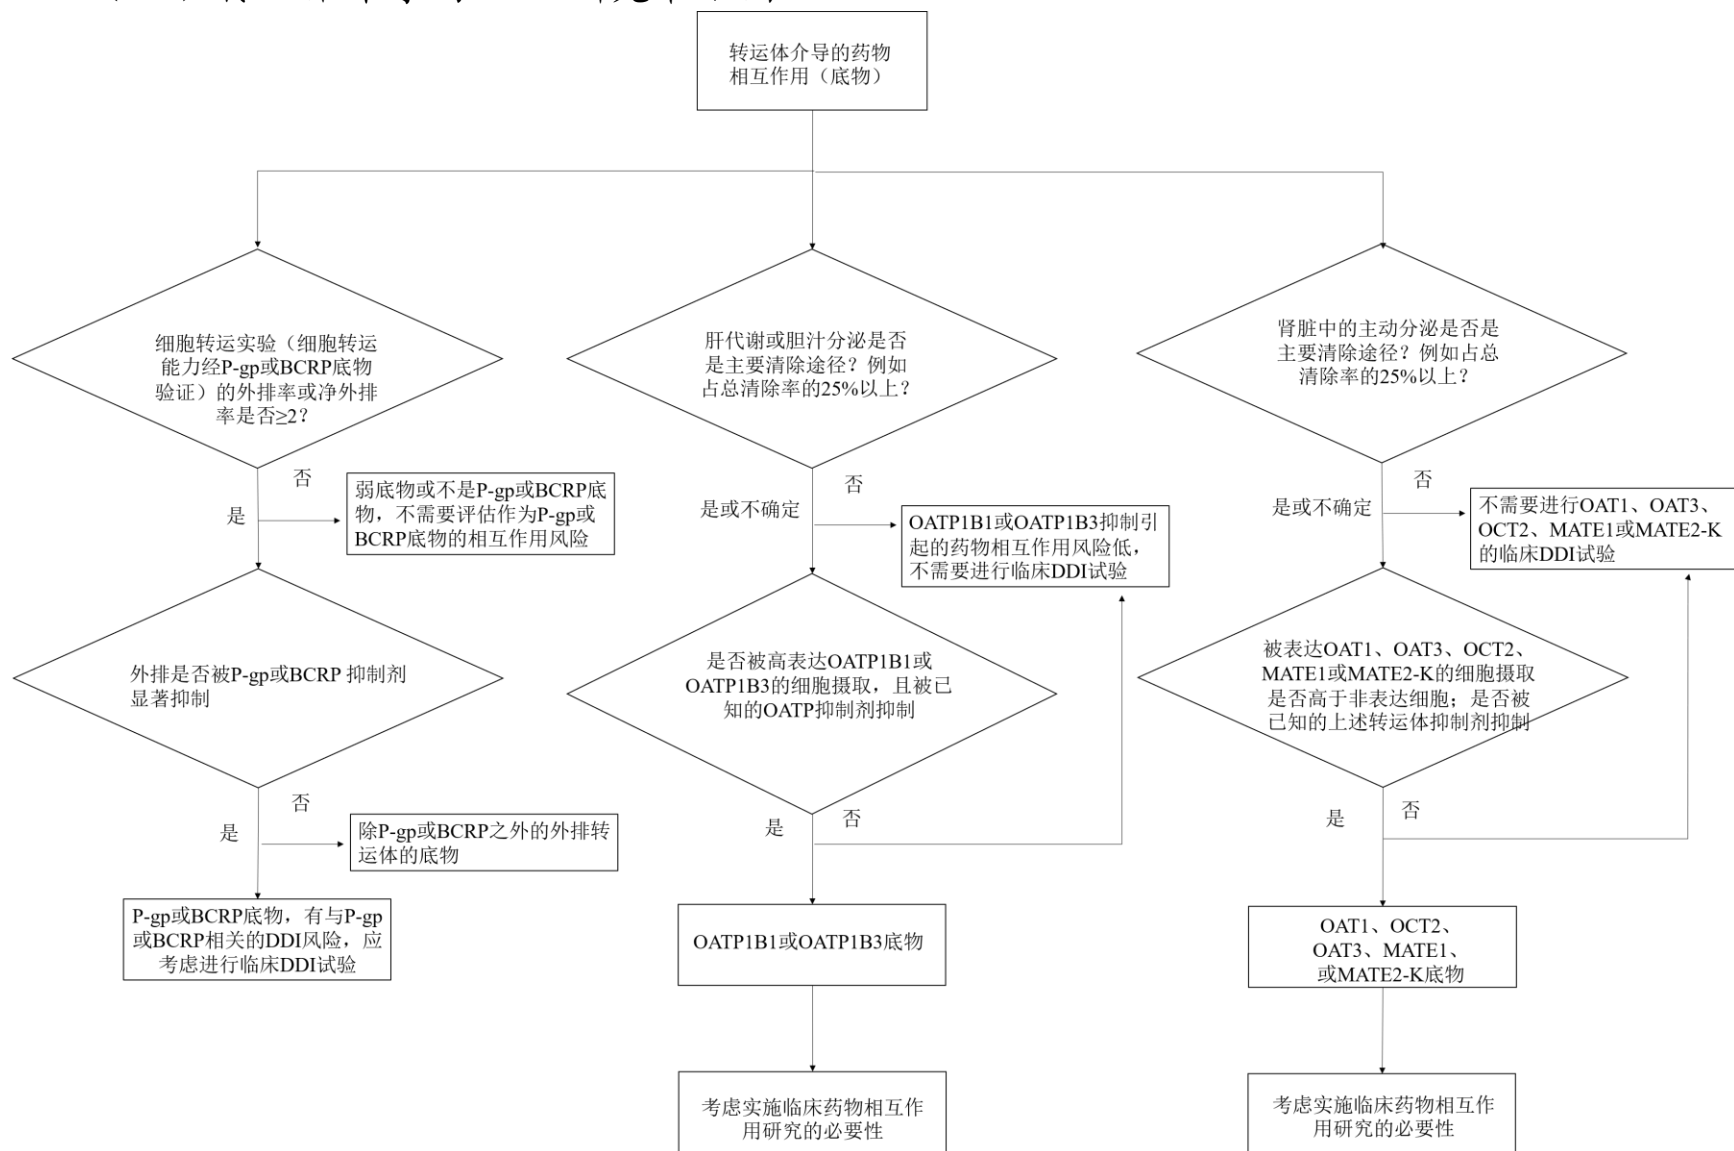 转运体介导的药物
相互作用（底物）
细胞转运实验（细胞转运
能力经P-gp或BCRP底物
验证）的外排率或净外排
率是否≥2？
否
是
弱底物或不是P-gp或BCRP底
物，不需要评估作为P-gp或
BCRP底物的相互作用风险
外排是否被P-gp或BCRP 抑制剂
显著抑制
否
是
除P-gp或BCRP之外的外排转
运体的底物
P-gp或BCRP底物，有与P-gp
或BCRP相关的DDI风险，应
考虑进行临床DDI试验
肝代谢或胆汁分泌是否
是主要清除途径？例如
占总清除率的25%以上？
否
是或不确定
OATP1B1或OATP1B3抑制引
起的药物相互作用风险低，
不需要进行临床DDI试验
是否被高表达OATP1B1或
OATP1B3的细胞摄取，且被已
知的OATP抑制剂抑制
否
是
OATP1B1或OATP1B3底物
考虑实施临床药物相互作
用研究的必要性
肾脏中的主动分泌是否是
主要清除途径？例如占总
清除率的25%以上？
否
是或不确定
不需要进行OAT1、OAT3、
OCT2、MATE1或MATE2-K
的临床DDI试验
被表达OAT1、OAT3、OCT2、
MATE1或MATE2-K的细胞摄取
是否高于非表达细胞；是否被
已知的上述转运体抑制剂抑制
否
是
OAT1、OCT2、
OAT3、MATE1、
或MATE2-K底物
考虑实施临床药物相互作
用研究的必要性